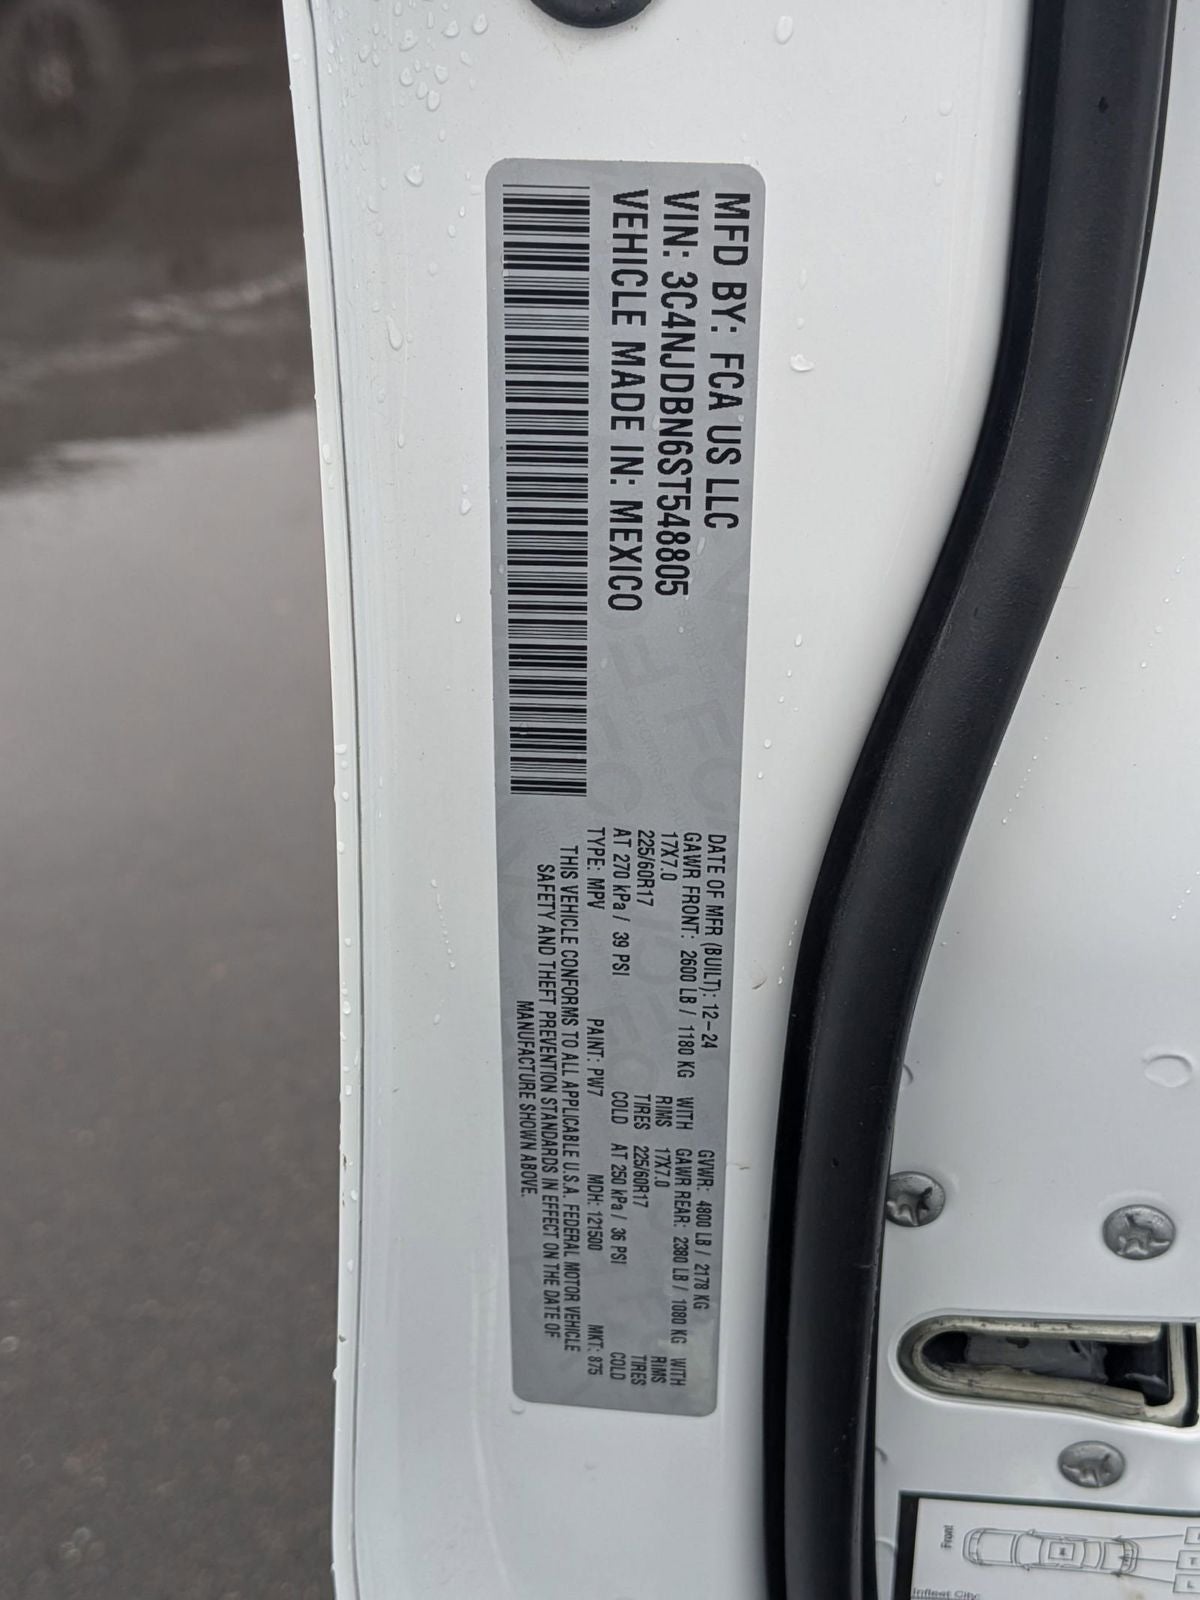 MFD BY: FCA US LLC
VIN: 3C4NJDBN6ST548805
VEHICLE MADE IN: MEXICO
DATE OF MFR (BUILT): 12-24 GVWR: 4800 LB / 2178 KG
GAWR FRONT: 2600 LB / 1180 KG WITH GAWR REAR: 2380 LB / 1080 KG WITH
17X7.0 RIMS 17X7.0 RIMS
225/60R17 TIRES 225/60R17 TIRES
AT 270 kPa / 39 PSI COLD AT 250 kPa / 36 PSI COLD
TYPE: MPV PAINT: PW7 MDH: 121500 MKT: 875
THIS VEHICLE CONFORMS TO ALL APPLICABLE U.S.A. FEDERAL MOTOR VEHICLE
SAFETY AND THEFT PREVENTION STANDARDS IN EFFECT ON THE DATE OF
MANUFACTURE SHOWN ABOVE.
Front